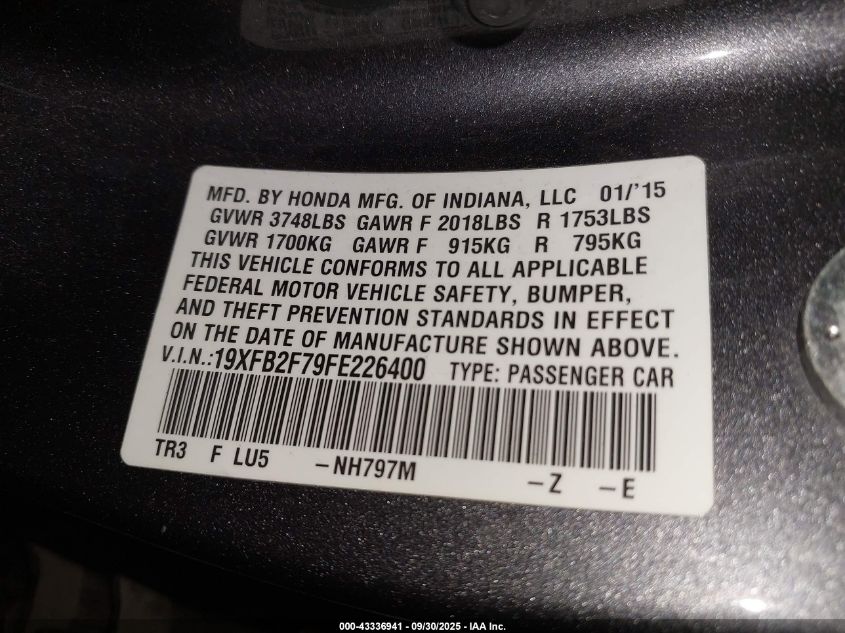 MFD. BY HONDA MFG. OF INDIANA, LLC 01/'15
GVWR 3748LBS GAWR F 2018LBS R 1753LBS
GVWR 1700KG GAWR F 915KG R 795KG
THIS VEHICLE CONFORMS TO ALL APPLICABLE
FEDERAL MOTOR VEHICLE SAFETY, BUMPER,
AND THEFT PREVENTION STANDARDS IN EFFECT
ON THE DATE OF MANUFACTURE SHOWN ABOVE.
V.I.N.:19XFB2F79FE226400 TYPE: PASSENGER CAR
TR3 F LU5 -NH797M -Z -E
000-43336941 - 09/30/2025 - IAA Inc.